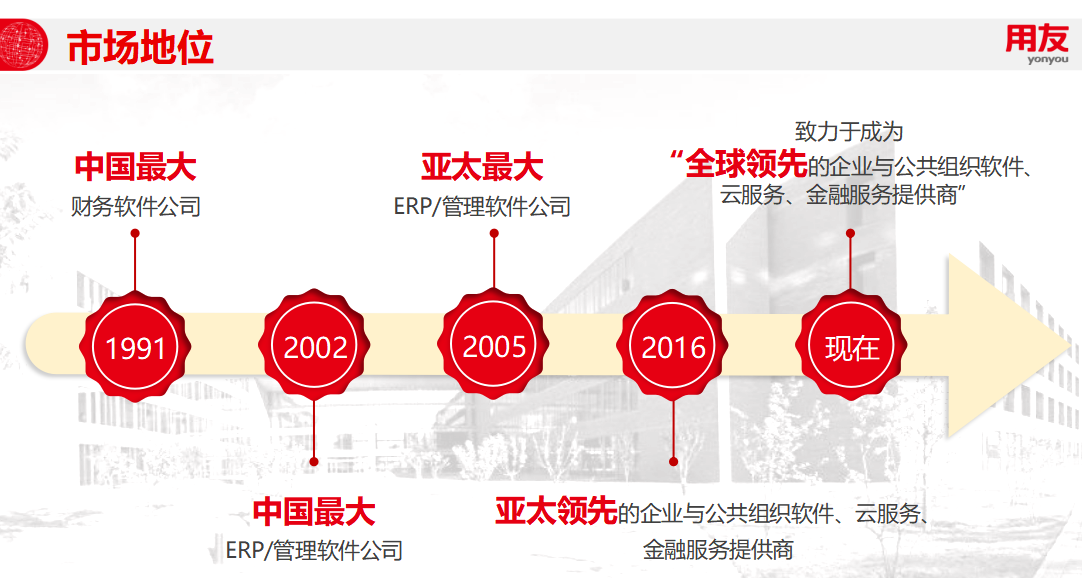 市场地位
用友
yonyou
中国最大
财务软件公司
亚太最大
ERP/管理软件公司
致力于成为
“全球领先的企业与公共组织软件、
云服务、金融服务提供商”
1991
2002
2005
2016
现在
中国最大
ERP/管理软件公司
亚太领先的企业与公共组织软件、云服务、
金融服务提供商